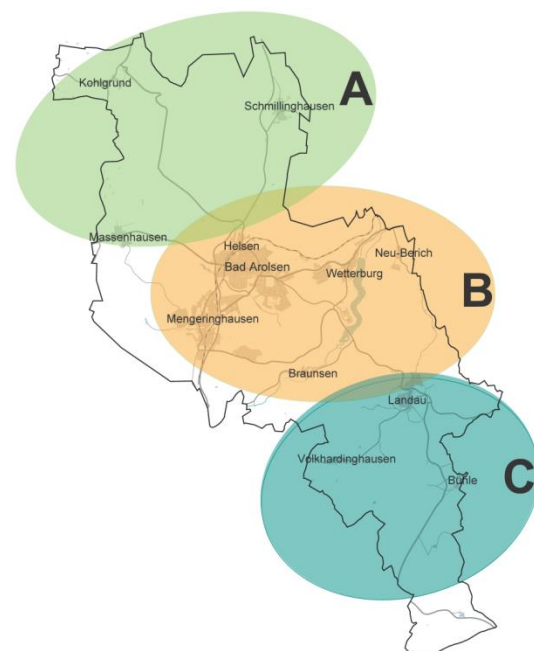 Kohlgrund
A
Schmillinghausen
Massenhausen
Helsen
Neu-Berich
Bad Arolsen
Wetterburg
B
Mengeringhausen
Braunsen
Landau
Volkhardinghausen
Bühle
C